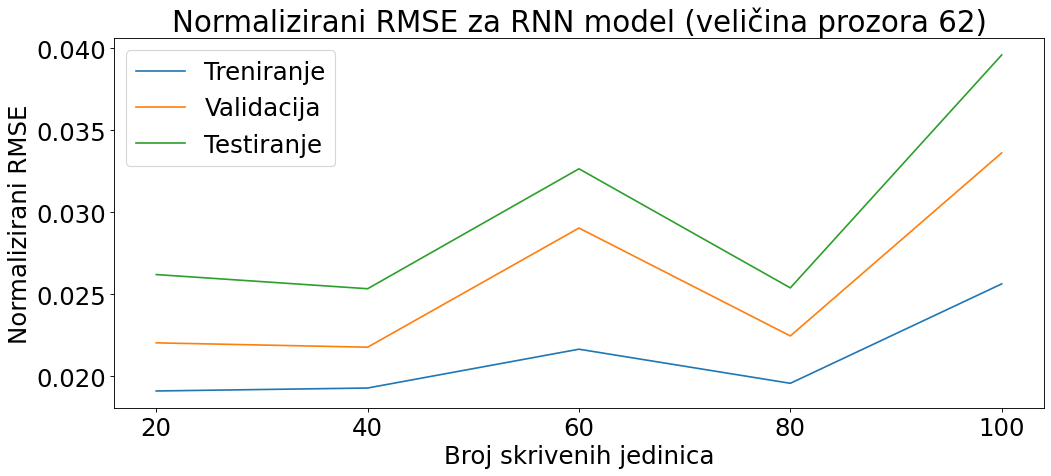 Normalizirani RMSE za RNN model (veličina prozora 62)
Normalizirani RMSE
0.040
0.035
0.030
0.025
0.020
Treniranje
Validacija
Testiranje
20 40 60 80 100
Broj skrivenih jedinica